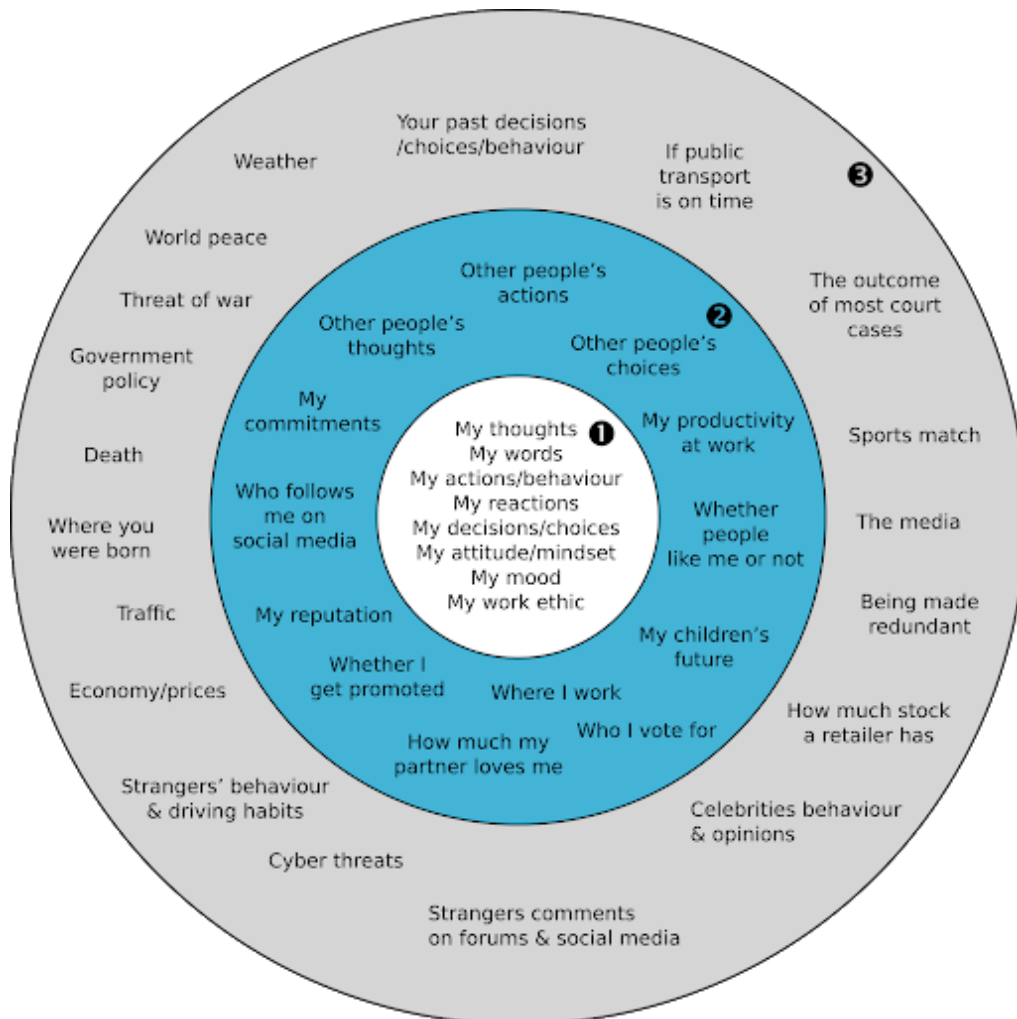 Your past decisions
/choices/behaviour
Weather
If public
transport
is on time
❸
World peace
Threat of war
The outcome
of most court
cases
Government
policy
Death
Sports match
Where you
were born
The media
Traffic
Being made
redundant
Economy/prices
How much stock
a retailer has
Strangers’ behaviour
& driving habits
Celebrities behaviour
& opinions
Cyber threats
Strangers comments
on forums & social media
Other people’s
actions
❷
Other people’s
thoughts
Other people’s
choices
My
commitments
My productivity
at work
Who follows
me on
social media
Whether
people
like me or not
My reputation
My children’s
future
Whether I
get promoted
Where I work
Who I vote for
How much my
partner loves me
❶
My thoughts
My words
My actions/behaviour
My reactions
My decisions/choices
My attitude/mindset
My mood
My work ethic